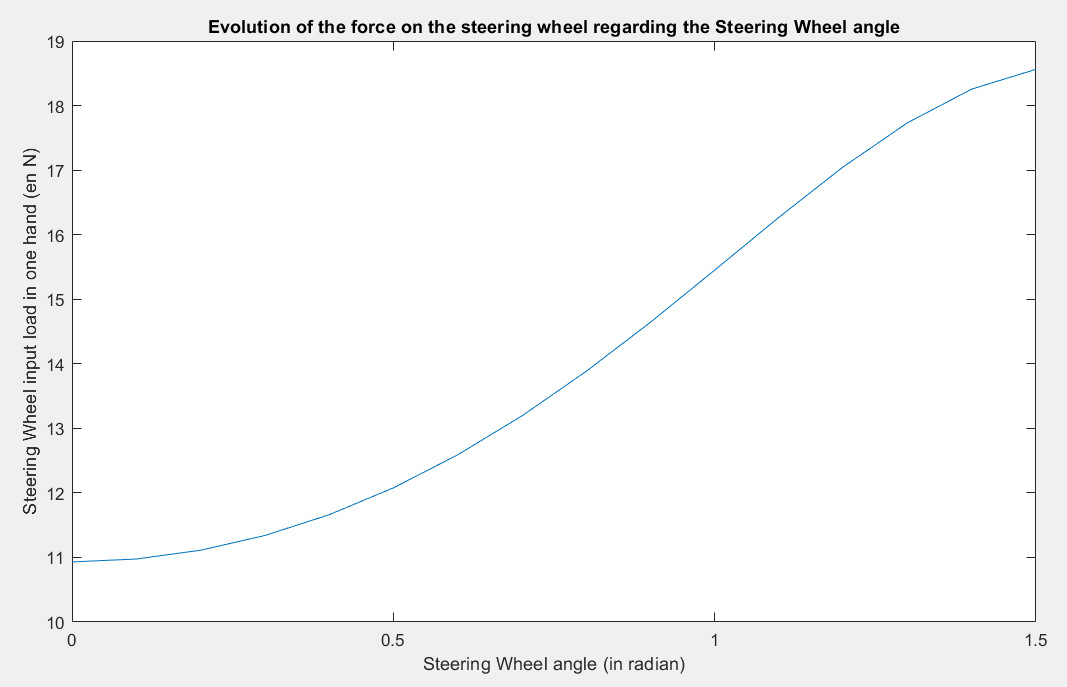 Evolution of the force on the steering wheel regarding the Steering Wheel angle
Steering Wheel input load in one hand (en N)
19
18
17
16
15
14
13
12
11
10
0 0.5 1 1.5
Steering Wheel angle (in radian)